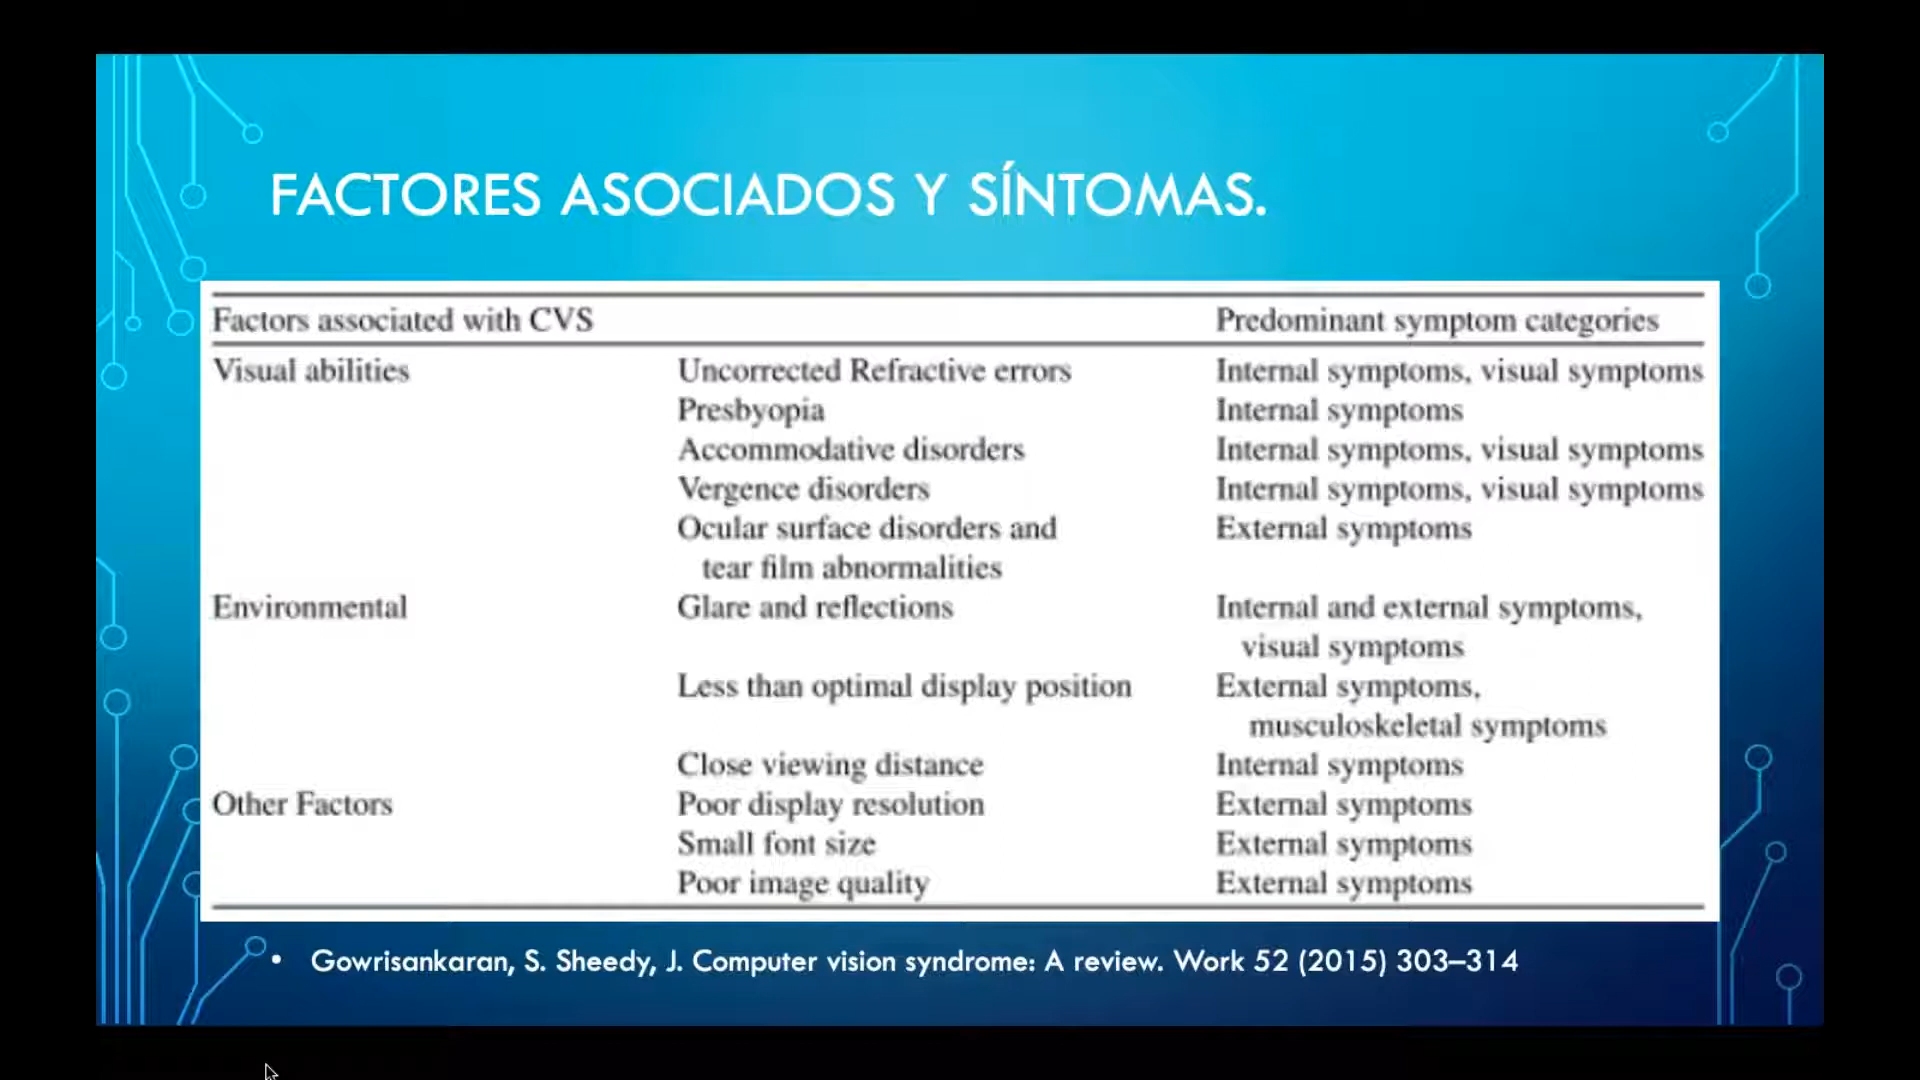 FACTORES ASOCIADOS Y SÍNTOMAS.
Factors associated with CVS Predominant symptom categories
Visual abilities Uncorrected Refractive errors Internal symptoms, visual symptoms
Presbyopia Internal symptoms
Accommodative disorders Internal symptoms, visual symptoms
Vergence disorders Internal symptoms, visual symptoms
Ocular surface disorders and External symptoms
tear film abnormalities
Environmental Glare and reflections Internal and external symptoms,
visual symptoms
Less than optimal display position External symptoms,
musculoskeletal symptoms
Close viewing distance Internal symptoms
Other Factors Poor display resolution External symptoms
Small font size External symptoms
Poor image quality External symptoms
• Gowrisankaran, S. Sheedy, J. Computer vision syndrome: A review. Work 52 (2015) 303–314